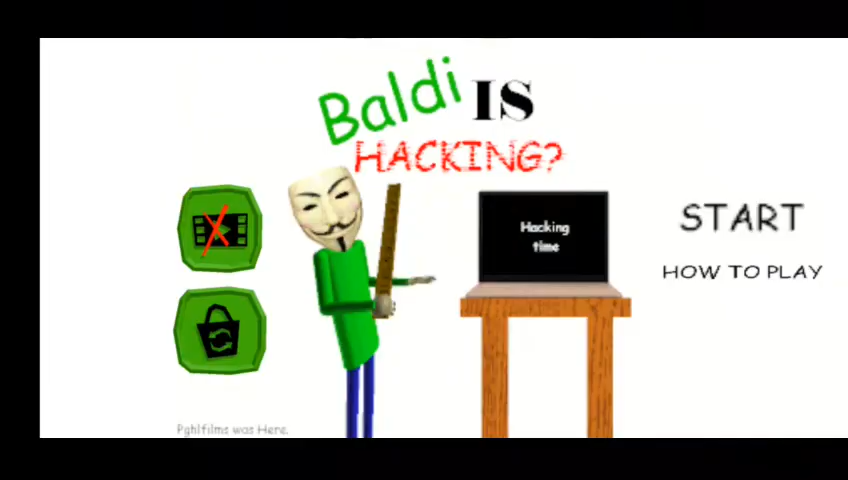 Baldi IS
HACKING?
Hacking
time
START
HOW TO PLAY
Pghlfilms was Here.